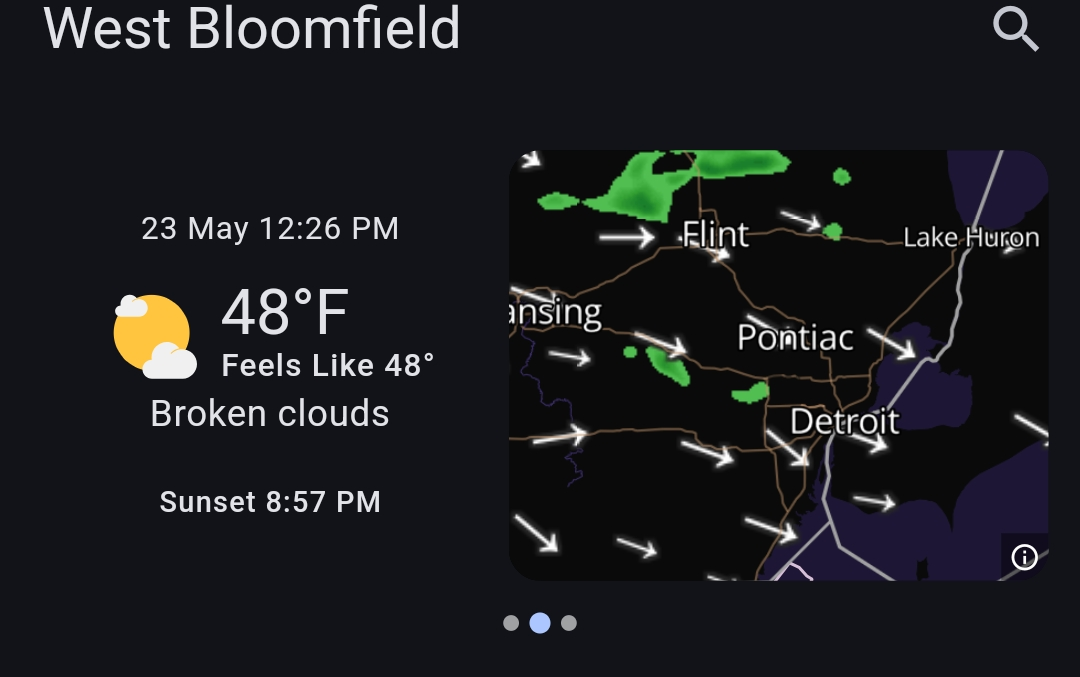 West Bloomfield
23 May 12:26 PM
48°F
Feels Like 48°
Broken clouds
Sunset 8:57 PM
Flint
Lake Huron
ansing
Pontiac
Detroit